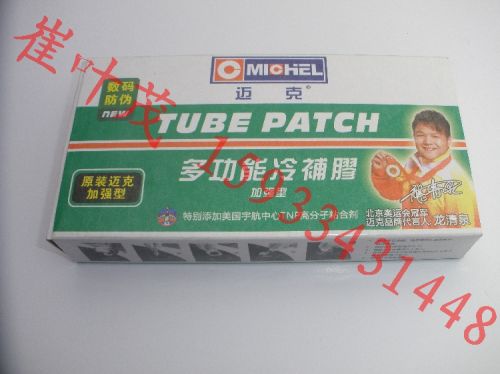 数码
防伪
NEW
C MICHEL
迈克®
TUBE PATCH
多功能冷補膠
加强型
原装迈克
加强型
特别添加美国宇航中心TNP高分子粘合剂
北京奥运会冠军
迈克品牌代言人 龙清泉
崔叶茂 15933431448